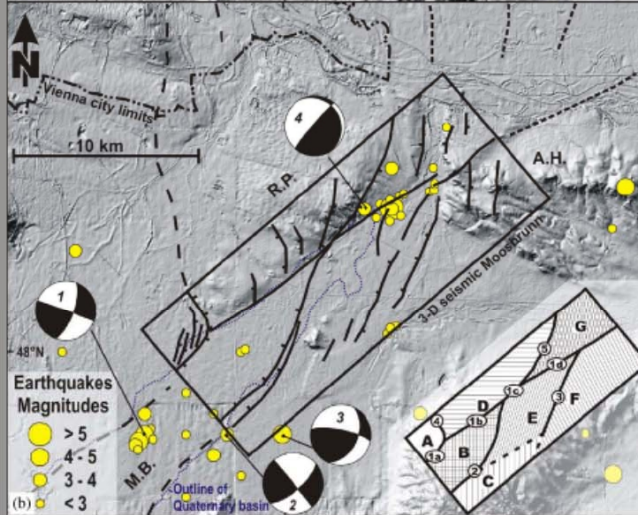 N
Vienna city limits
10 km
4
R.P.
A.H.
3-D seismic Moosbrunn
1
48°N
Earthquakes
Magnitudes
> 5
4 - 5
3 - 4
< 3
(b)
M.B.
3
2
Outline of
Quaternary basin
G
5
1d
1c
3
F
D
4
1b
E
A
1a
B
2
C